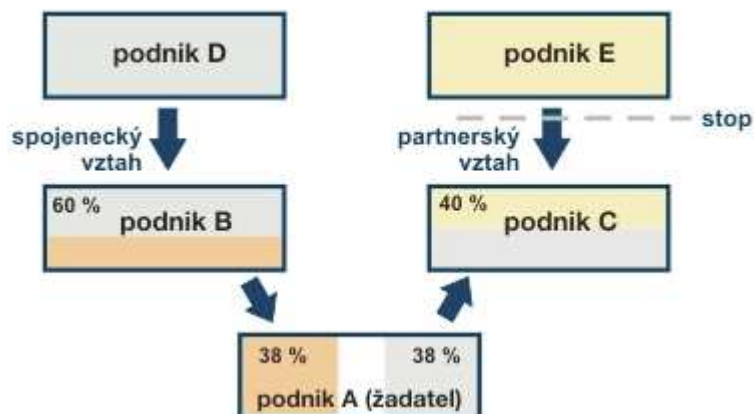 podnik D
podnik E
stop
spojenecký
vztah
partnerský
vztah
60 %
podnik B
40 %
podnik C
38 %
38 %
podnik A (žadatel)